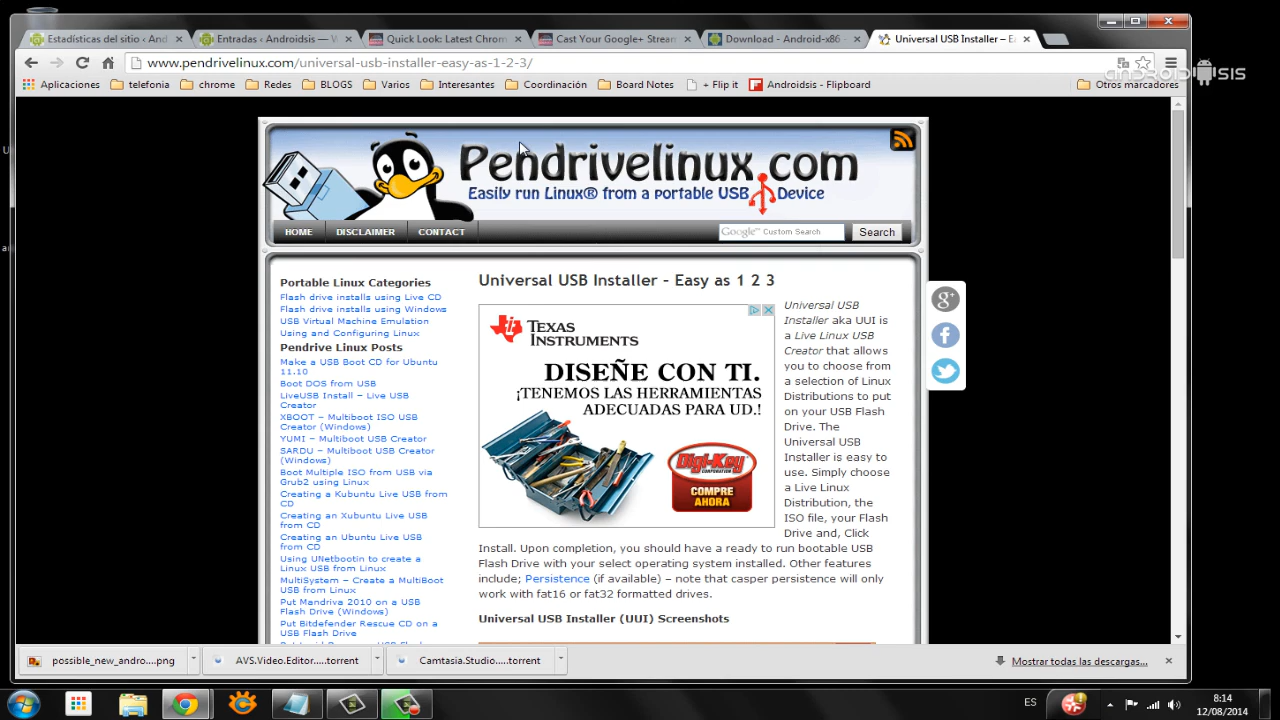 Estadísticas del sitio ‹ And
Entradas ‹ Androidsis — W
Quick Look: Latest Chrom
Cast Your Google+ Stream
Download - Android-x86 -
Universal USB Installer – Ea
www.pendrivelinux.com/universal-usb-installer-easy-as-1-2-3/
ANDROIDSIS
Aplicaciones
telefonia
chrome
Redes
BLOGS
Varios
Interesantes
Coordinación
Board Notes
+ Flip it
Androidsis - Flipboard
Otros marcadores
Pendrivelinux.com
Easily run Linux® from a portable USB Device
HOME
DISCLAIMER
CONTACT
Google™ Custom Search
Search
Portable Linux Categories
Flash drive installs using Live CD
Flash drive installs using Windows
USB Virtual Machine Emulation
Using and Configuring Linux
Pendrive Linux Posts
Make a USB Boot CD for Ubuntu
11.10
Boot DOS from USB
LiveUSB Install – Live USB
Creator
XBOOT – Multiboot ISO USB
Creator (Windows)
YUMI – Multiboot USB Creator
SARDU – Multiboot USB Creator
(Windows)
Boot Multiple ISO from USB via
Grub2 using Linux
Creating a Kubuntu Live USB from
CD
Creating an Xubuntu Live USB
from CD
Creating an Ubuntu Live USB
from CD
Using UNetbootin to create a
Linux USB from Linux
MultiSystem – Create a MultiBoot
USB from Linux
Put Mandriva 2010 on a USB
Flash Drive (Windows)
Put Bitdefender Rescue CD on a
USB Flash Drive
Universal USB Installer – Easy as 1 2 3
TEXAS
INSTRUMENTS
DISEÑE CON TI.
¡TENEMOS LAS HERRAMIENTAS
ADECUADAS PARA UD.!
Digi-Key
CORPORATION
COMPRE
AHORA
Universal USB
Installer aka UUI is
a Live Linux USB
Creator that allows
you to choose from
a selection of Linux
Distributions to put
on your USB Flash
Drive. The
Universal USB
Installer is easy to
use. Simply choose
a Live Linux
Distribution, the
ISO file, your Flash
Drive and, Click
Install. Upon completion, you should have a ready to run bootable USB
Flash Drive with your select operating system installed. Other features
include; Persistence (if available) – note that casper persistence will only
work with fat16 or fat32 formatted drives.
Universal USB Installer (UUI) Screenshots
possible_new_andro....png
AVS.Video.Editor.....torrent
Camtasia.Studio.....torrent
Mostrar todas las descargas...
ES
8:14
12/08/2014